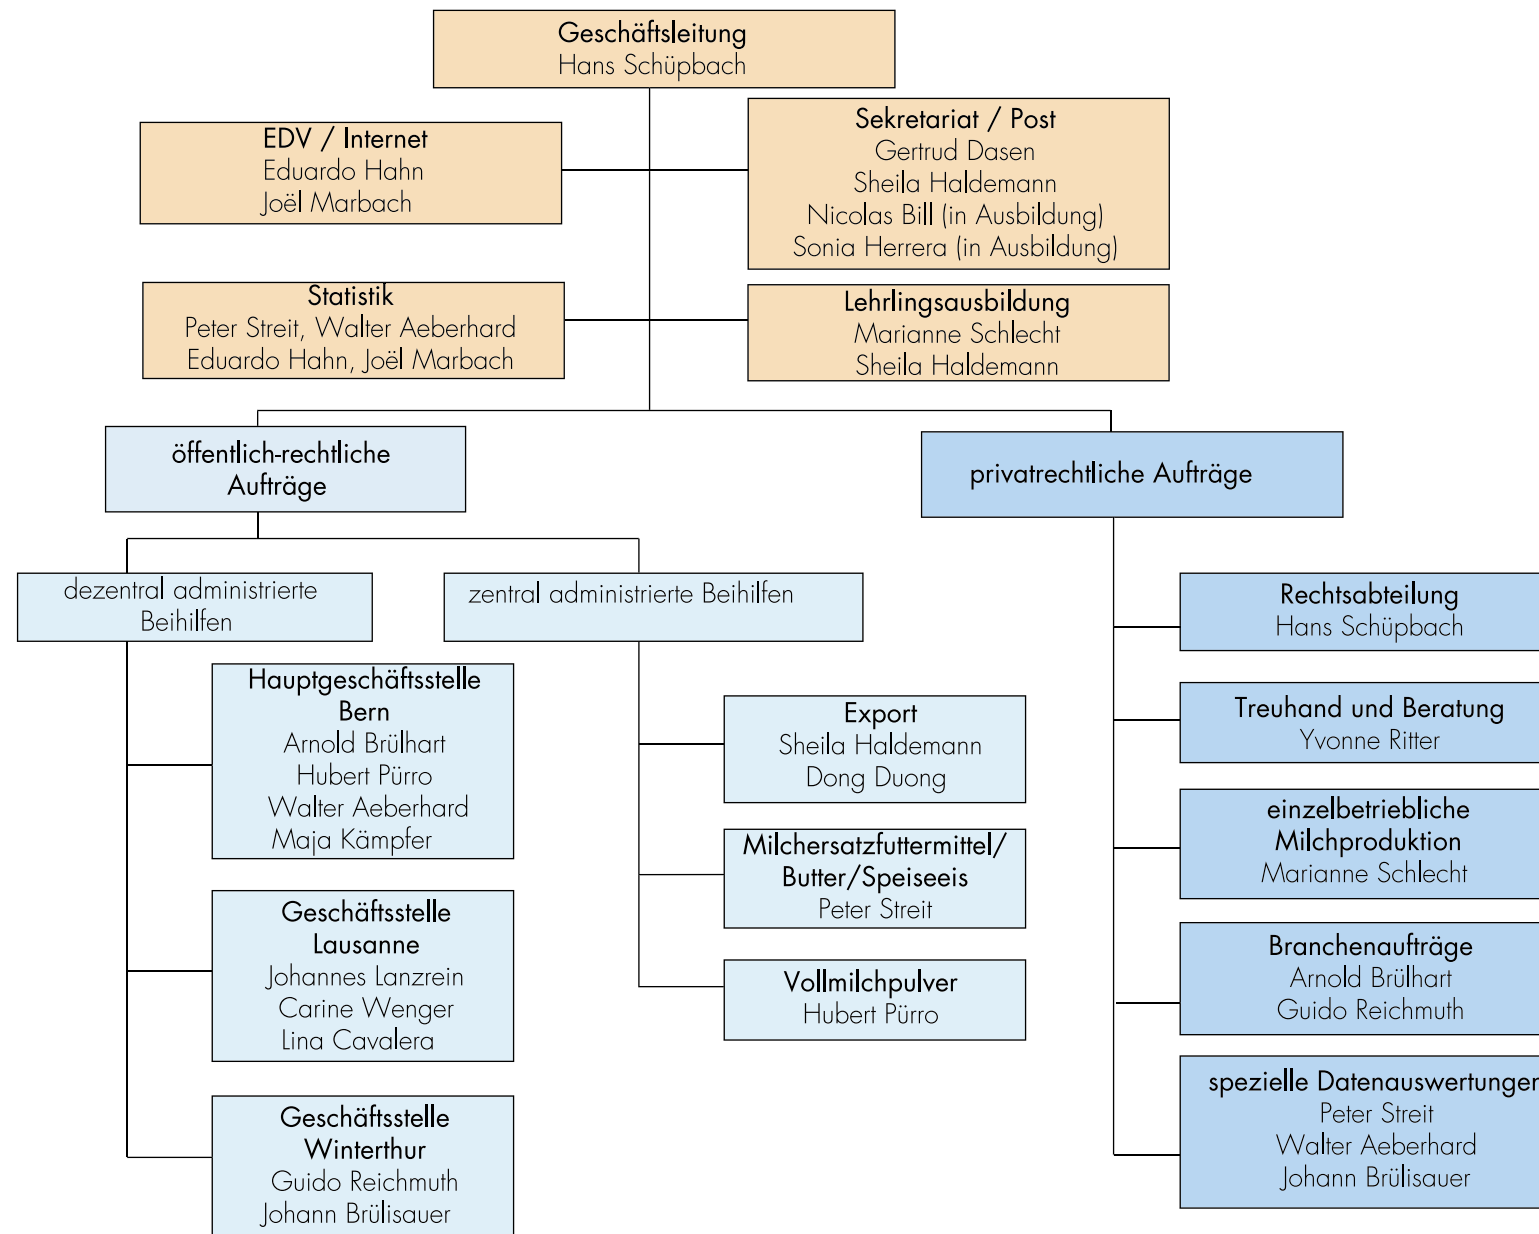 Geschäftsleitung
Hans Schüpbach
EDV / Internet
Eduardo Hahn
Joël Marbach
Sekretariat / Post
Gertrud Dasen
Sheila Haldemann
Nicolas Bill (in Ausbildung)
Sonia Herrera (in Ausbildung)
Statistik
Peter Streit, Walter Aeberhard
Eduardo Hahn, Joël Marbach
Lehrlingsausbildung
Marianne Schlecht
Sheila Haldemann
öffentlich-rechtliche
Aufträge
privatrechtliche Aufträge
dezentral administrierte
Beihilfen
zentral administrierte Beihilfen
Hauptgeschäftsstelle
Bern
Arnold Brülhart
Hubert Pürro
Walter Aeberhard
Maja Kämpfer
Geschäftsstelle
Lausanne
Johannes Lanzrein
Carine Wenger
Lina Cavalera
Geschäftsstelle
Winterthur
Guido Reichmuth
Johann Brülisauer
Export
Sheila Haldemann
Dong Duong
Milchersatzfuttermittel/
Butter/Speiseeis
Peter Streit
Vollmilchpulver
Hubert Pürro
Rechtsabteilung
Hans Schüpbach
Treuhand und Beratung
Yvonne Ritter
einzelbetriebliche
Milchproduktion
Marianne Schlecht
Branchenaufträge
Arnold Brülhart
Guido Reichmuth
spezielle Datenauswertungen
Peter Streit
Walter Aeberhard
Johann Brülisauer